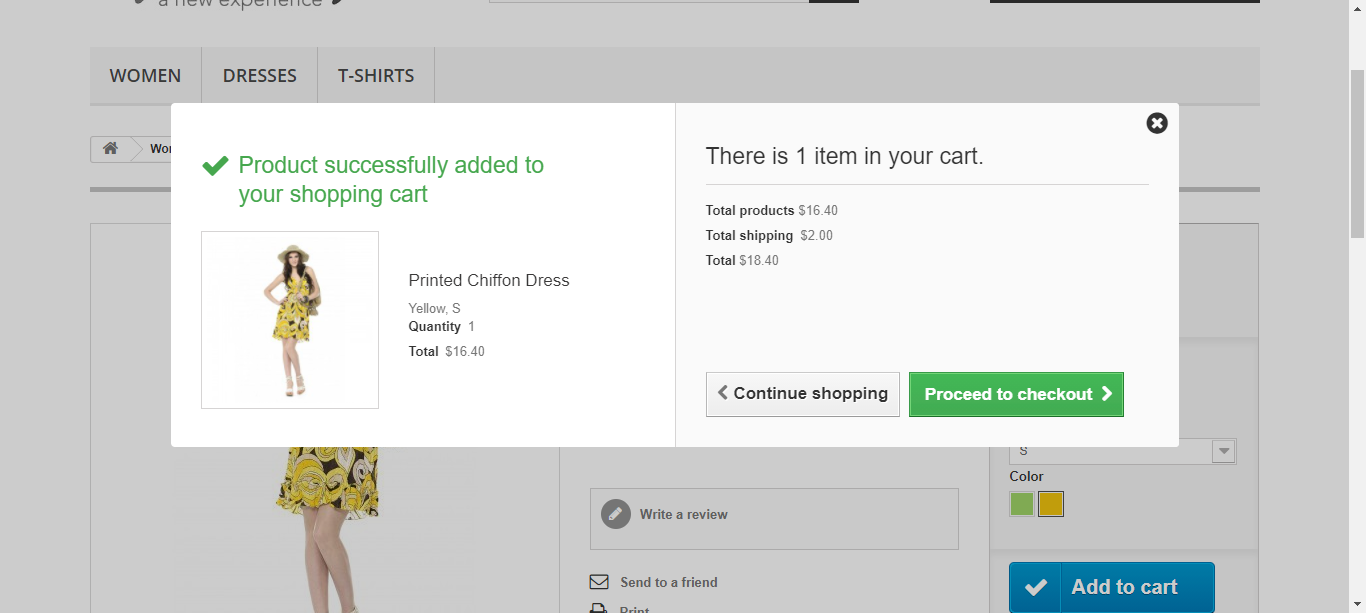 a new experience
WOMEN
DRESSES
T-SHIRTS
Product successfully added to
your shopping cart
Printed Chiffon Dress
Yellow, S
Quantity 1
Total $16.40
There is 1 item in your cart.
Total products $16.40
Total shipping $2.00
Total $18.40
Continue shopping
Proceed to checkout
S
Color
Write a review
Send to a friend
Print
Add to cart